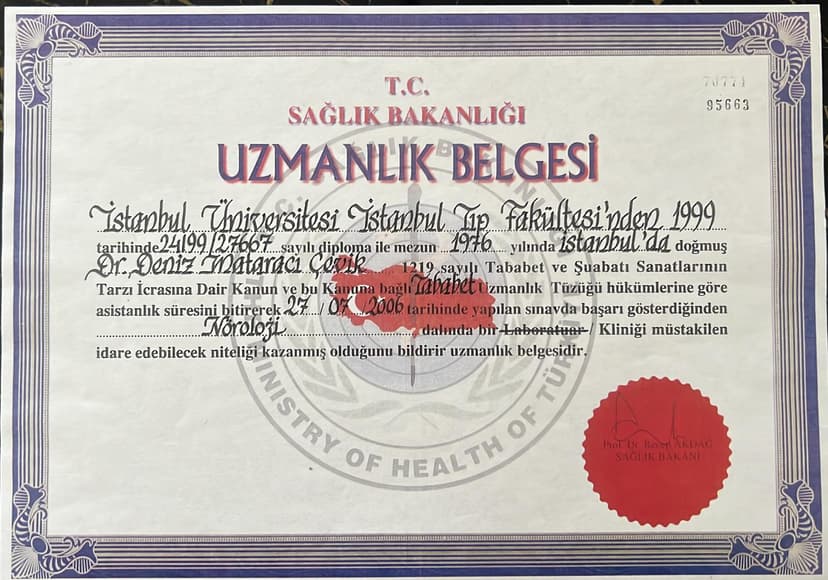 70774
95663
T.C.
SAĞLIK BAKANLIĞI
UZMANLIK BELGESİ
İstanbul Üniversitesi İstanbul Tıp Fakültesi'nden 1999
tarihinde 24199/27667 sayılı diploma ile mezun 1976 yılında İstanbul'da doğmuş
Dr. Deniz Mataracı Çevik 1219 sayılı Tababet ve Şuabatı Sanatlarının
Tarzı İcrasına Dair Kanun ve bu Kanuna bağlı Tababet Uzmanlık Tüzüğü hükümlerine göre
asistanlık süresini bitirerek 27/07/2006 tarihinde yapılan sınavda başarı gösterdiğinden
Nöroloji dalında bir Laboratuar/Kliniği müstakilen
idare edebilecek niteliği kazanmış olduğunu bildirir uzmanlık belgesidir.
MINISTRY OF HEALTH OF TÜRKİYE
Prof. Dr. Recep AKDAĞ
SAĞLIK BAKANI